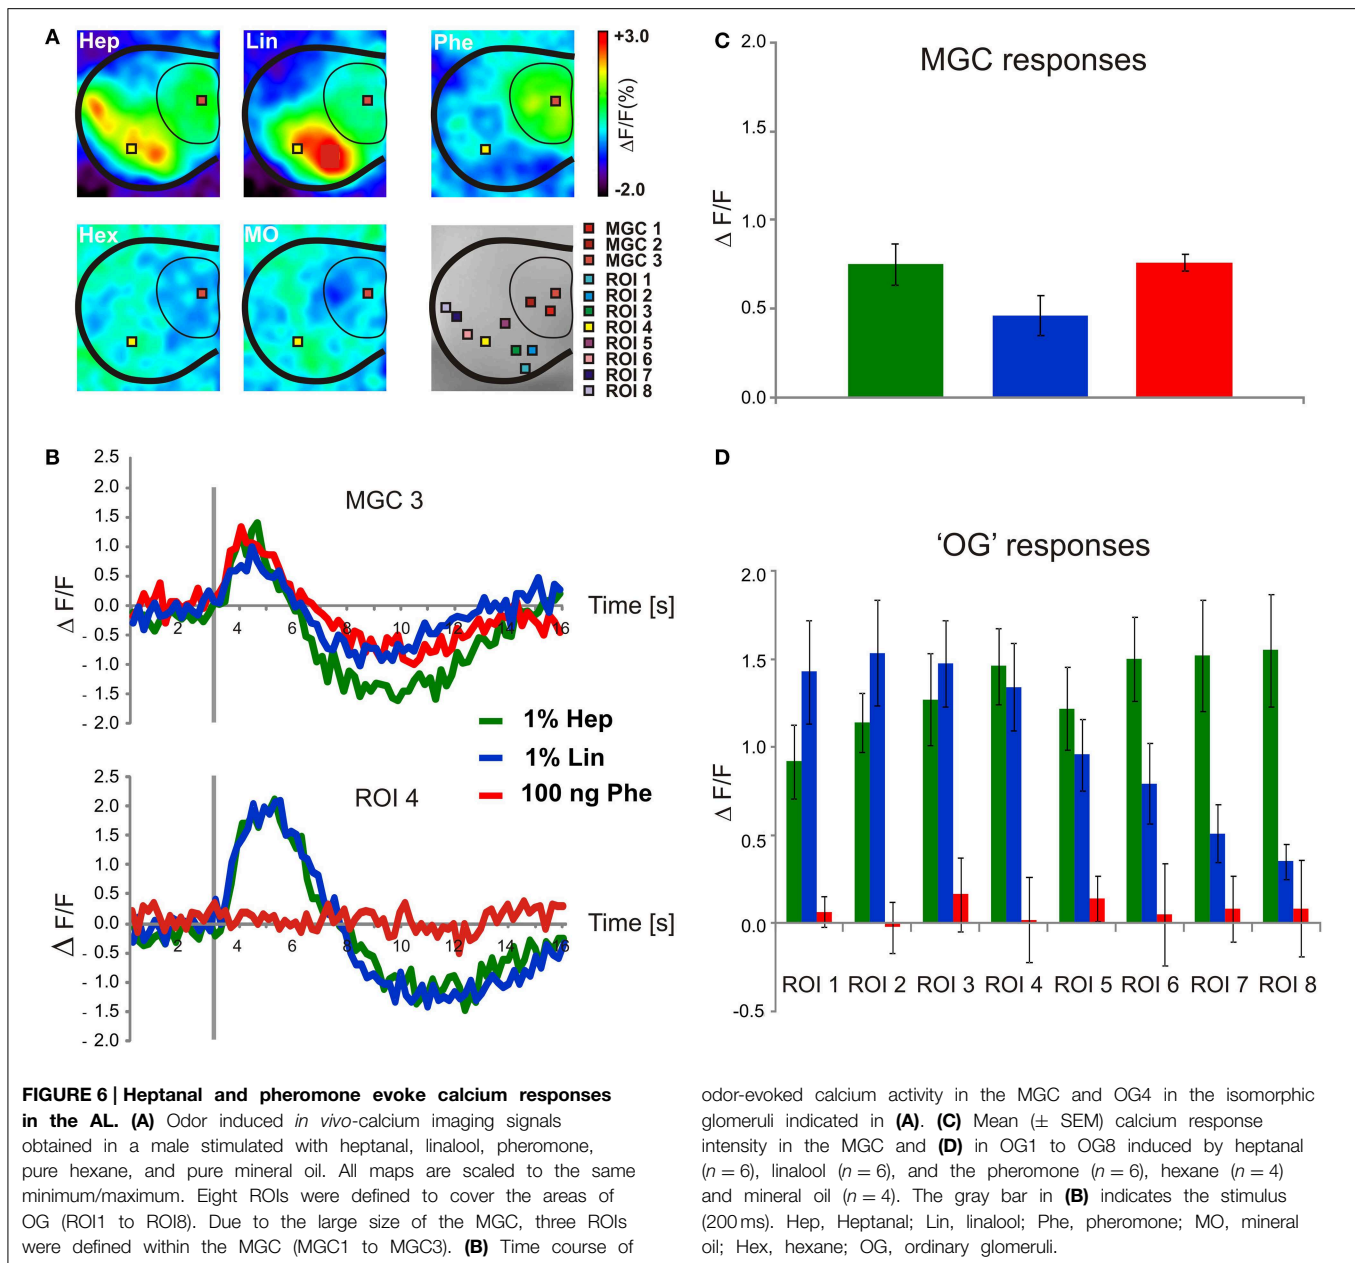 A
Hep
Lin
Phe
+3.0
ΔF/F(%)
-2.0
Hex
MO
MGC 1
MGC 2
MGC 3
ROI 1
ROI 2
ROI 3
ROI 4
ROI 5
ROI 6
ROI 7
ROI 8
B
2.5
2.0
1.5
1.0
0.5
0.0
- 0.5
- 1.0
- 1.5
2.0
Δ F/F
MGC 3
2
4
6
8
10
12
14
16
Time [s]
1% Hep
1% Lin
100 ng Phe
2.5
2.0
1.5
1.0
0.5
0.0
- 0.5
- 1.0
- 1.5
- 2.0
Δ F/F
ROI 4
2
4
6
8
10
12
14
16
Time [s]
C
MGC responses
2.0
1.5
1.0
0.5
0.0
Δ F/F
D
'OG' responses
2.0
1.5
1.0
0.5
0.0
-0.5
Δ F/F
ROI 1 ROI 2 ROI 3 ROI 4 ROI 5 ROI 6 ROI 7 ROI 8
FIGURE 6 | Heptanal and pheromone evoke calcium responses
in the AL. (A) Odor induced in vivo-calcium imaging signals
obtained in a male stimulated with heptanal, linalool, pheromone,
pure hexane, and pure mineral oil. All maps are scaled to the same
minimum/maximum. Eight ROIs were defined to cover the areas of
OG (ROI1 to ROI8). Due to the large size of the MGC, three ROIs
were defined within the MGC (MGC1 to MGC3). (B) Time course of
odor-evoked calcium activity in the MGC and OG4 in the isomorphic
glomeruli indicated in (A). (C) Mean (± SEM) calcium response
intensity in the MGC and (D) in OG1 to OG8 induced by heptanal
(n = 6), linalool (n = 6), and the pheromone (n = 6), hexane (n = 4)
and mineral oil (n = 4). The gray bar in (B) indicates the stimulus
(200 ms). Hep, Heptanal; Lin, linalool; Phe, pheromone; MO, mineral
oil; Hex, hexane; OG, ordinary glomeruli.